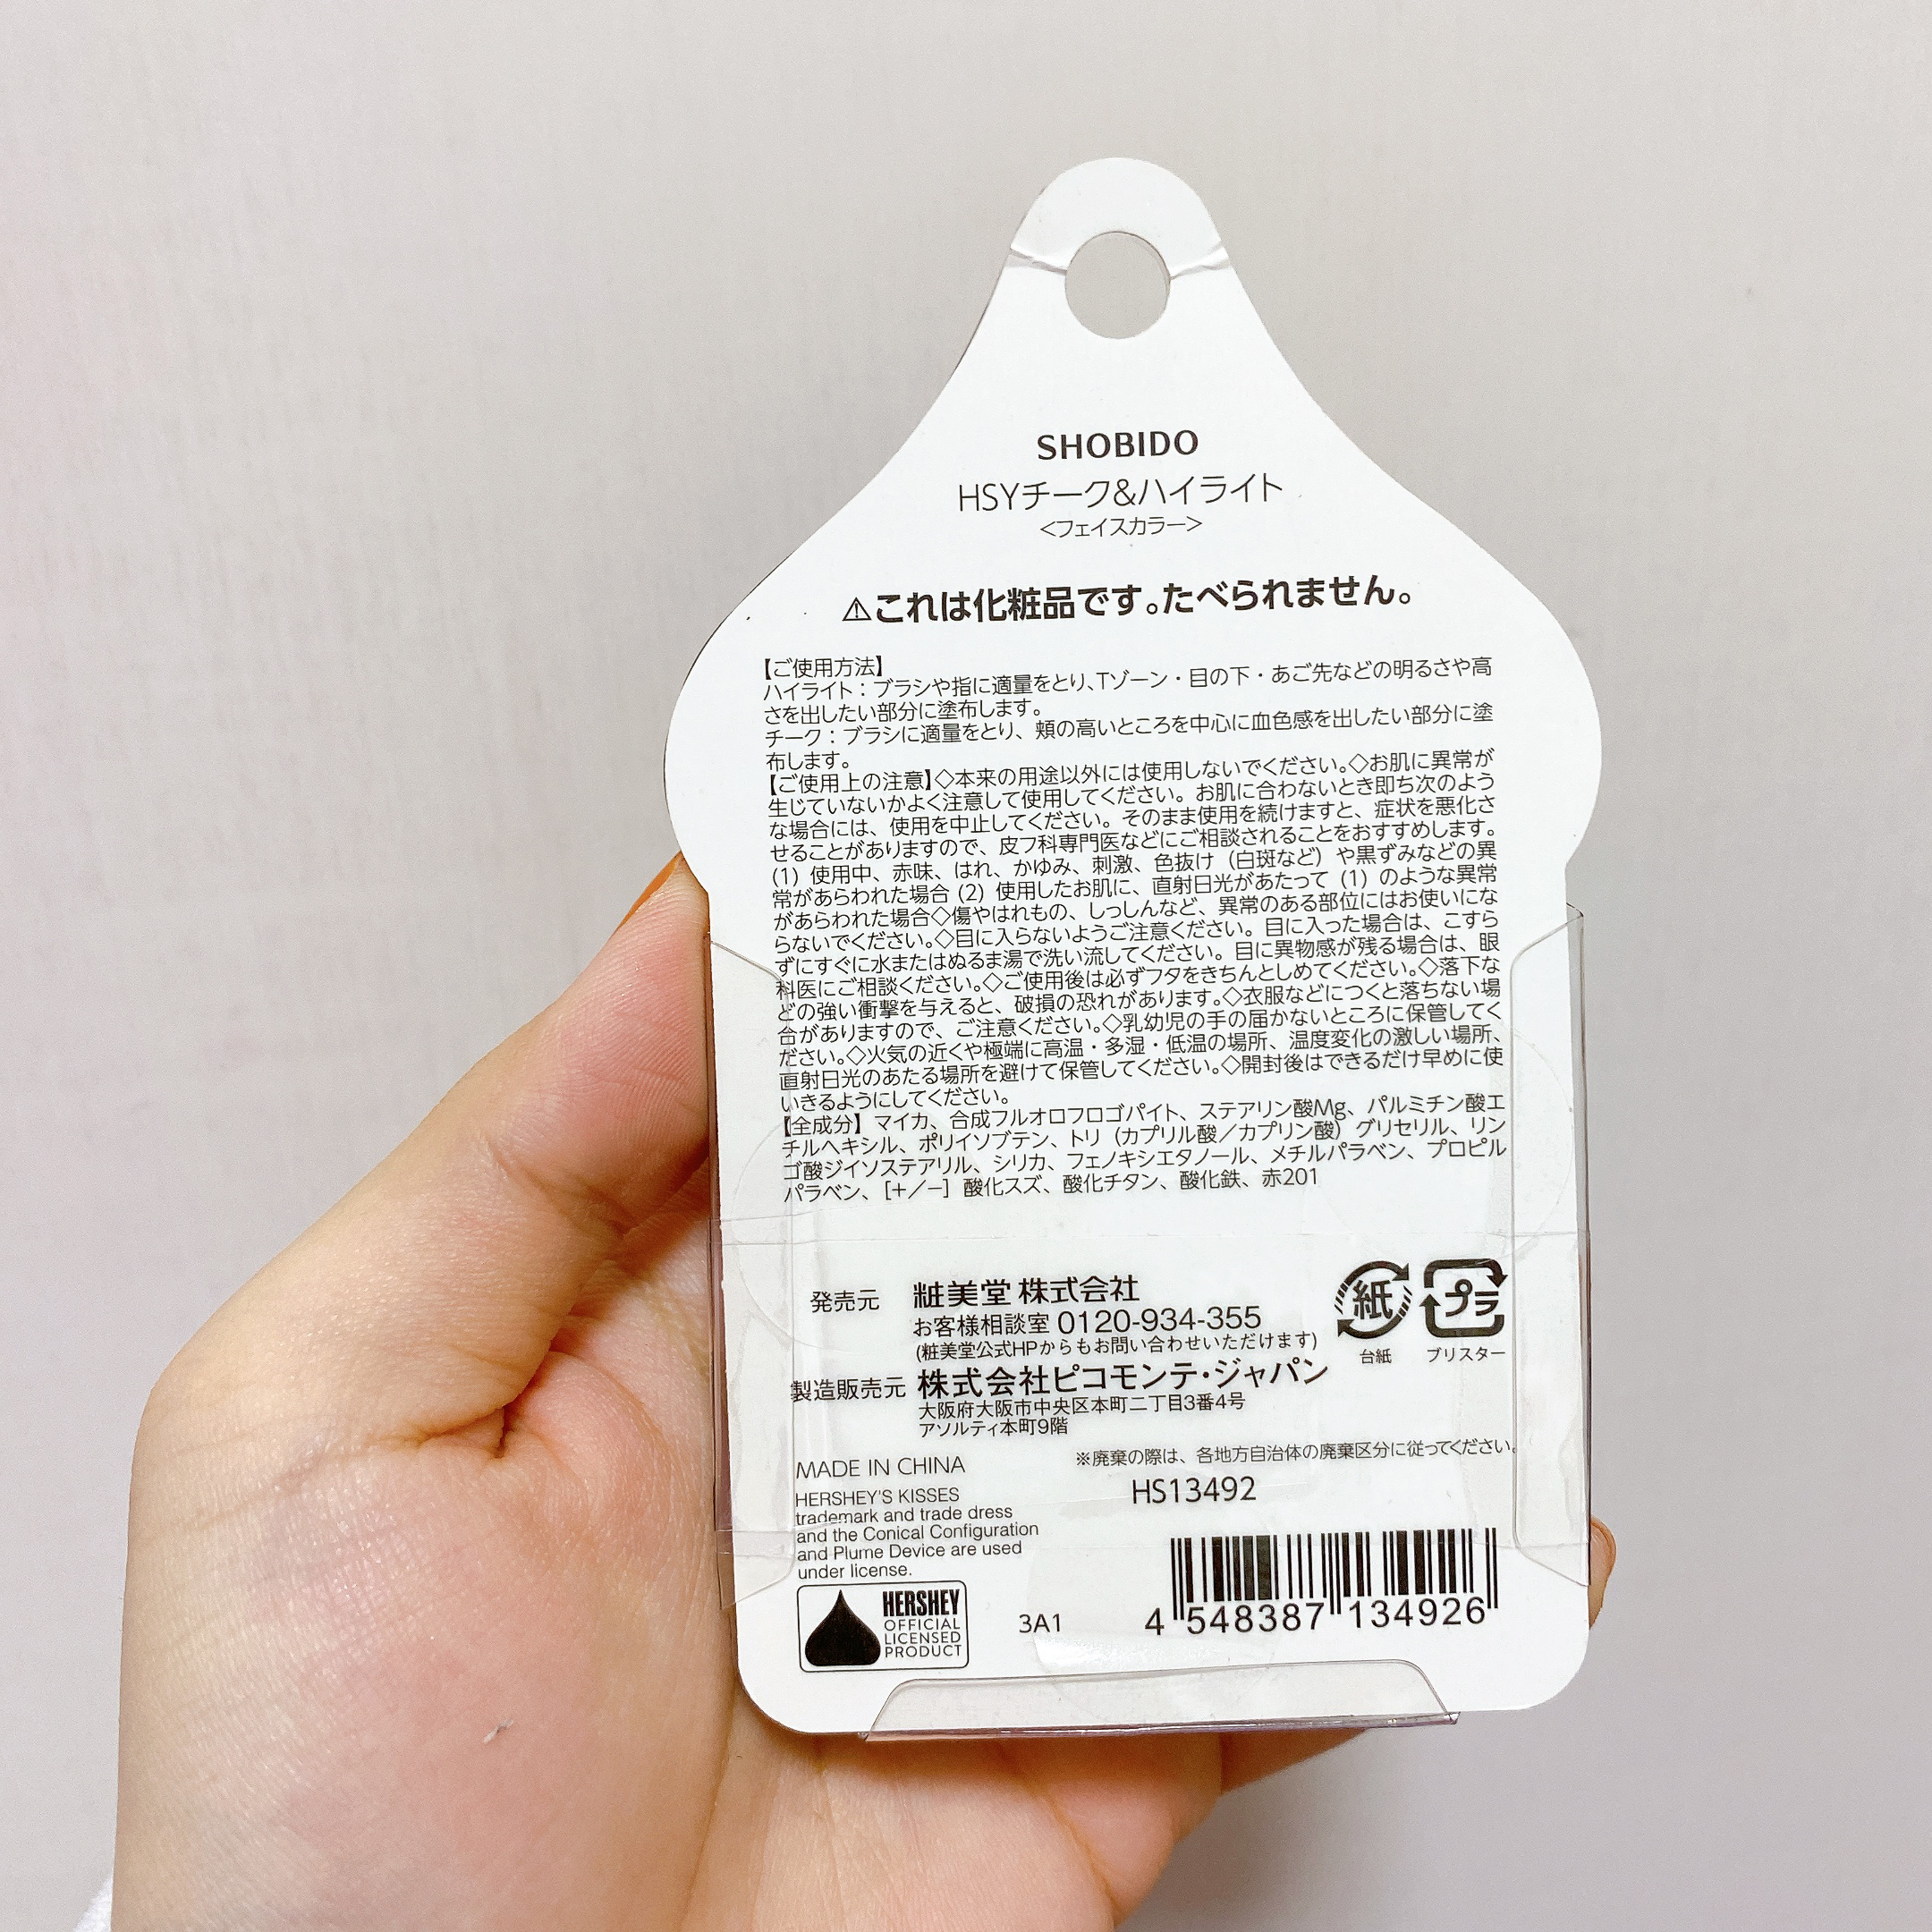 SHOBIDO
HSYチーク&ハイライト
<フェイスカラー>
⚠これは化粧品です。たべられません。
【ご使用方法】
ハイライト：ブラシや指に適量をとり、Tゾーン・目の下・あご先などの明るさや高
さを出したい部分に塗布します。
チーク：ブラシに適量をとり、頬の高いところを中心に血色感を出したい部分に塗
布します。
【ご使用上の注意】◇本来の用途以外には使用しないでください。◇お肌に異常が
生じていないかよく注意して使用してください。お肌に合わないとき即ち次のよう
な場合には、使用を中止してください。そのまま使用を続けますと、症状を悪化さ
せることがありますので、皮フ科専門医などにご相談されることをおすすめします。
(1) 使用中、赤味、はれ、かゆみ、刺激、色抜け（白斑など）や黒ずみなどの異
常があらわれた場合 (2) 使用したお肌に、直射日光があたって (1) のような異常
があらわれた場合◇傷やはれもの、しっしんなど、異常のある部位にはお使いにな
らないでください。◇目に入らないようご注意ください。目に入った場合は、こすら
ずにすぐに水またはぬるま湯で洗い流してください。目に異物感が残る場合は、眼
科医にご相談ください。◇ご使用後は必ずフタをきちんとしめてください。◇落下な
どの強い衝撃を与えると、破損の恐れがあります。◇衣服などにつくと落ちない場
合がありますので、ご注意ください。◇乳幼児の手の届かないところに保管してく
ださい。◇火気の近くや極端に高温・多湿・低温の場所、温度変化の激しい場所、
直射日光のあたる場所を避けて保管してください。◇開封後はできるだけ早めに使
いきるようにしてください。
【全成分】マイカ、合成フルオロフロゴパイト、ステアリン酸Mg、パルミチン酸エ
チルヘキシル、ポリイソブテン、トリ（カプリル酸／カプリン酸）グリセリル、リン
ゴ酸ジイソステアリル、シリカ、フェノキシエタノール、メチルパラベン、プロピル
パラベン、[+／−] 酸化スズ、酸化チタン、酸化鉄、赤201
発売元 粧美堂 株式会社
お客様相談室 0120-934-355
(粧美堂公式HPからもお問い合わせいただけます)
紙
台紙
プラ
ブリスター
製造販売元 株式会社ピコモンテ・ジャパン
大阪府大阪市中央区本町二丁目3番4号
アソルティ本町9階
※廃棄の際は、各地方自治体の廃棄区分に従ってください。
MADE IN CHINA
HS13492
HERSHEY'S KISSES
trademark and trade dress
and the Conical Configuration
and Plume Device are used
under license.
HERSHEY
OFFICIAL
LICENSED
PRODUCT
3A1
4 548387 134926